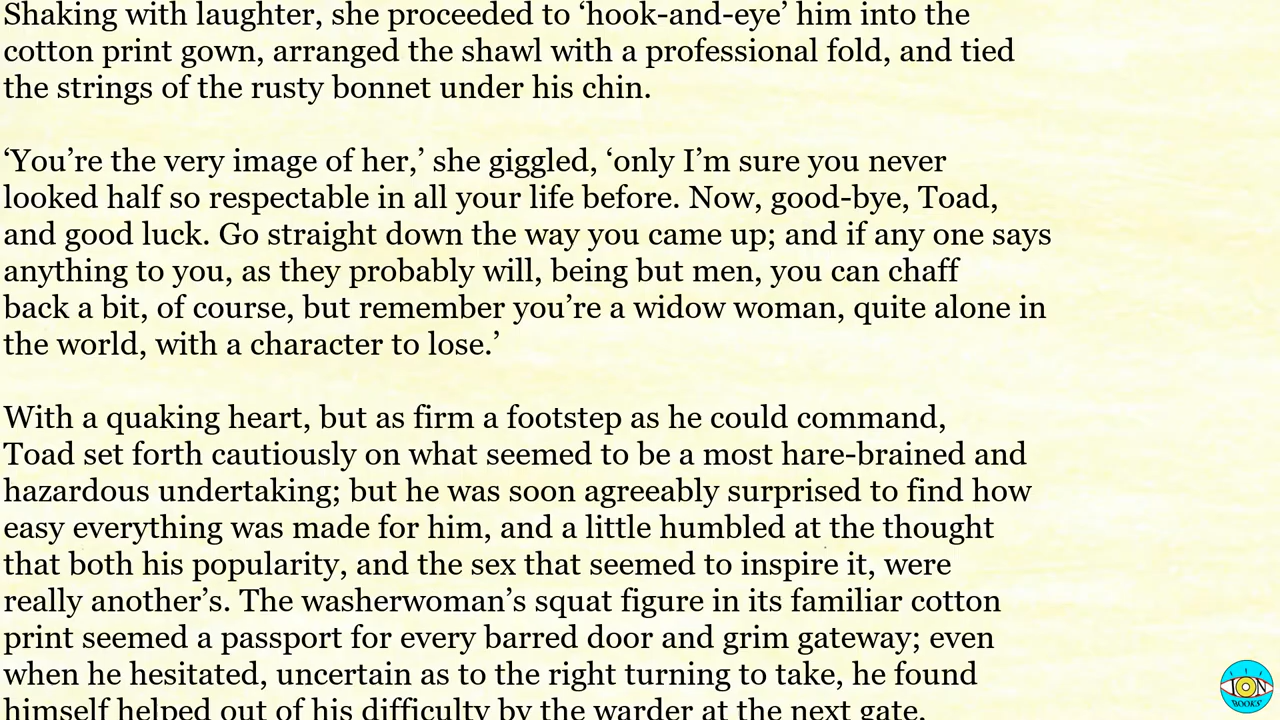 Shaking with laughter, she proceeded to ‘hook-and-eye’ him into the
cotton print gown, arranged the shawl with a professional fold, and tied
the strings of the rusty bonnet under his chin.
‘You’re the very image of her,’ she giggled, ‘only I’m sure you never
looked half so respectable in all your life before. Now, good-bye, Toad,
and good luck. Go straight down the way you came up; and if any one says
anything to you, as they probably will, being but men, you can chaff
back a bit, of course, but remember you’re a widow woman, quite alone in
the world, with a character to lose.’
With a quaking heart, but as firm a footstep as he could command,
Toad set forth cautiously on what seemed to be a most hare-brained and
hazardous undertaking; but he was soon agreeably surprised to find how
easy everything was made for him, and a little humbled at the thought
that both his popularity, and the sex that seemed to inspire it, were
really another’s. The washerwoman’s squat figure in its familiar cotton
print seemed a passport for every barred door and grim gateway; even
when he hesitated, uncertain as to the right turning to take, he found
himself helped out of his difficulty by the warder at the next gate,
ION
BOOKS